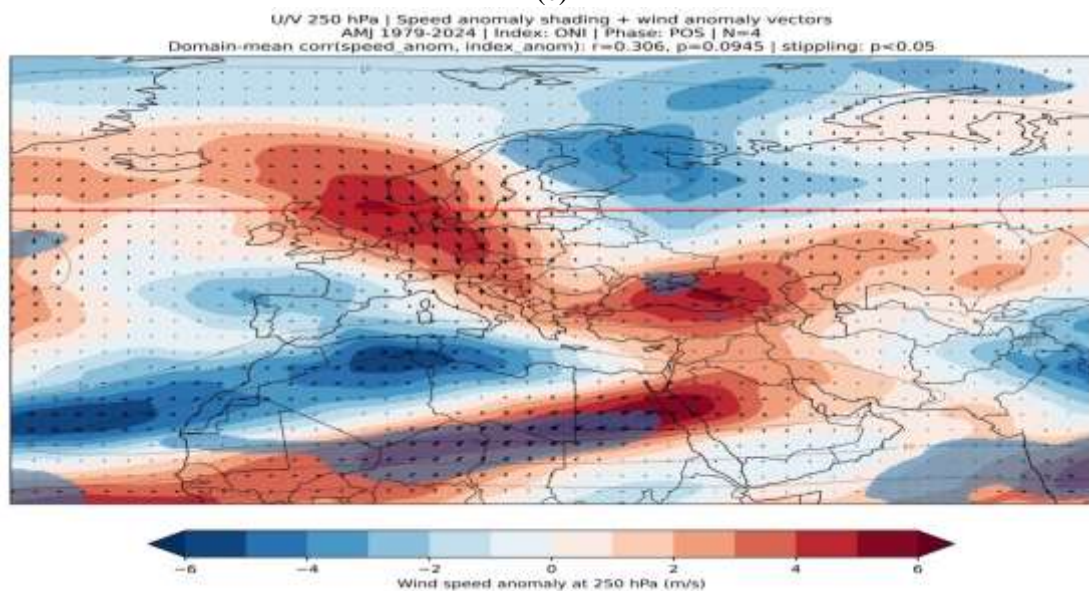 U/V 250 hPa | Speed anomaly shading + wind anomaly vectors
AMJ 1979-2024 | Index: ONI | Phase: POS | N=4
Domain-mean corr(speed_anom, index_anom): r=0.306, p=0.0945 | stippling: p<0.05
−6 −4 −2 0 2 4 6
Wind speed anomaly at 250 hPa (m/s)